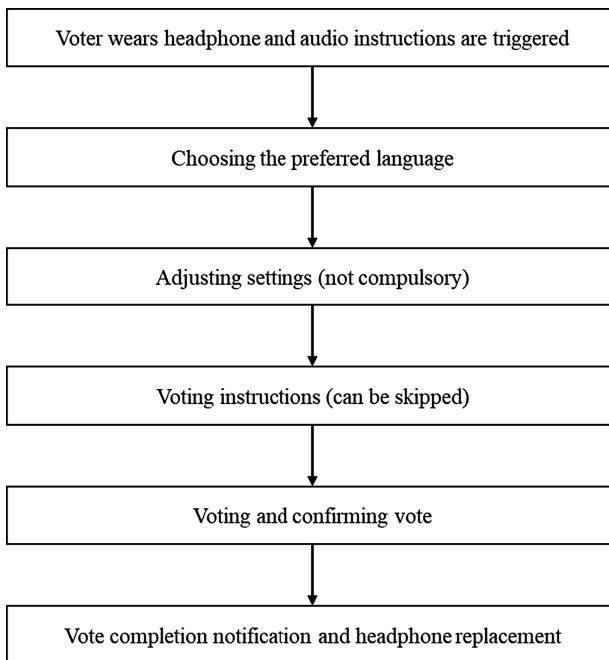 Voter wears headphone and audio instructions are triggered
Choosing the preferred language
Adjusting settings (not compulsory)
Voting instructions (can be skipped)
Voting and confirming vote
Vote completion notification and headphone replacement